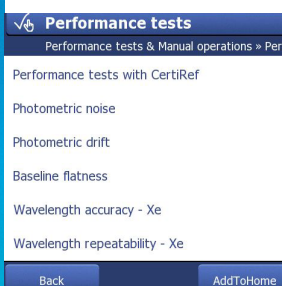 Performance tests
Performance tests & Manual operations » Per
Performance tests with CertiRef
Photometric noise
Photometric drift
Baseline flatness
Wavelength accuracy - Xe
Wavelength repeatability - Xe
Back
AddToHome